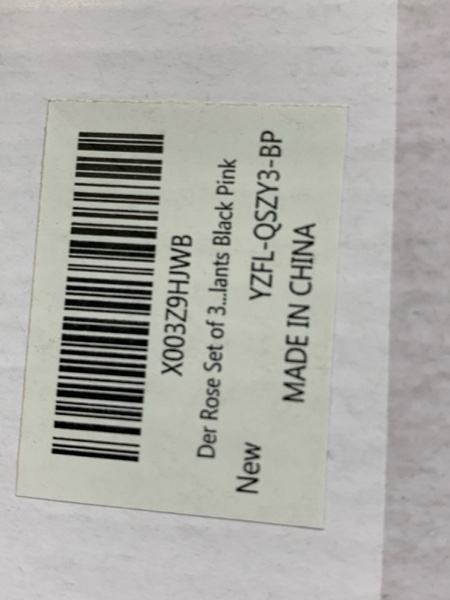 X003Z9HJWB
Der Rose Set of 3...lants Black Pink
New
YZFL-QSZY3-BP
MADE IN CHINA